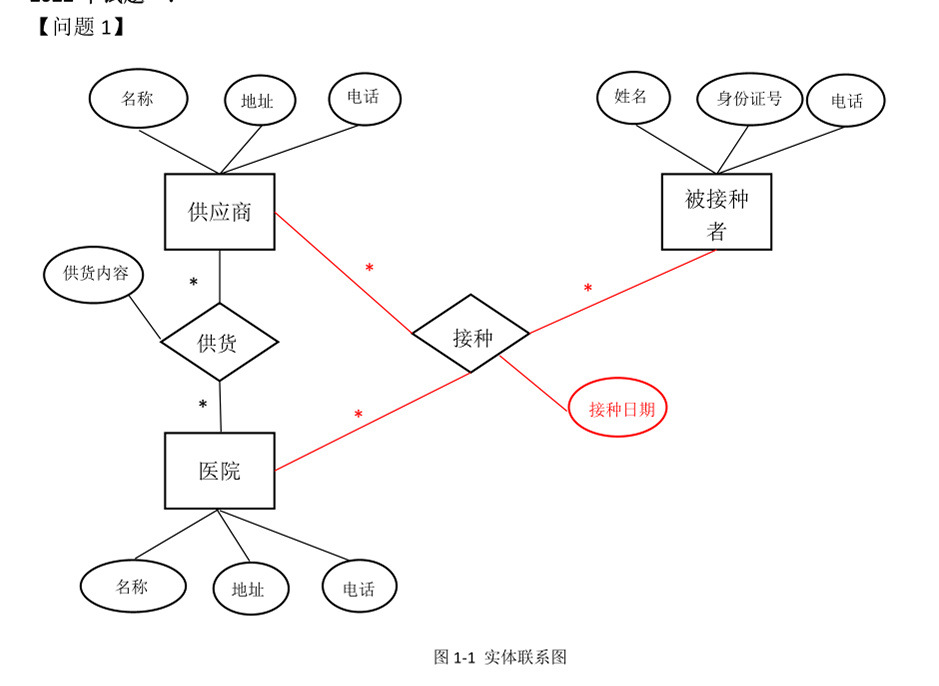 【问题 1】
名称
地址
电话
姓名
身份证号
电话
供应商
被接种
者
供货内容
*
*
*
供货
接种
*
*
接种日期
医院
名称
地址
电话
图 1-1 实体联系图